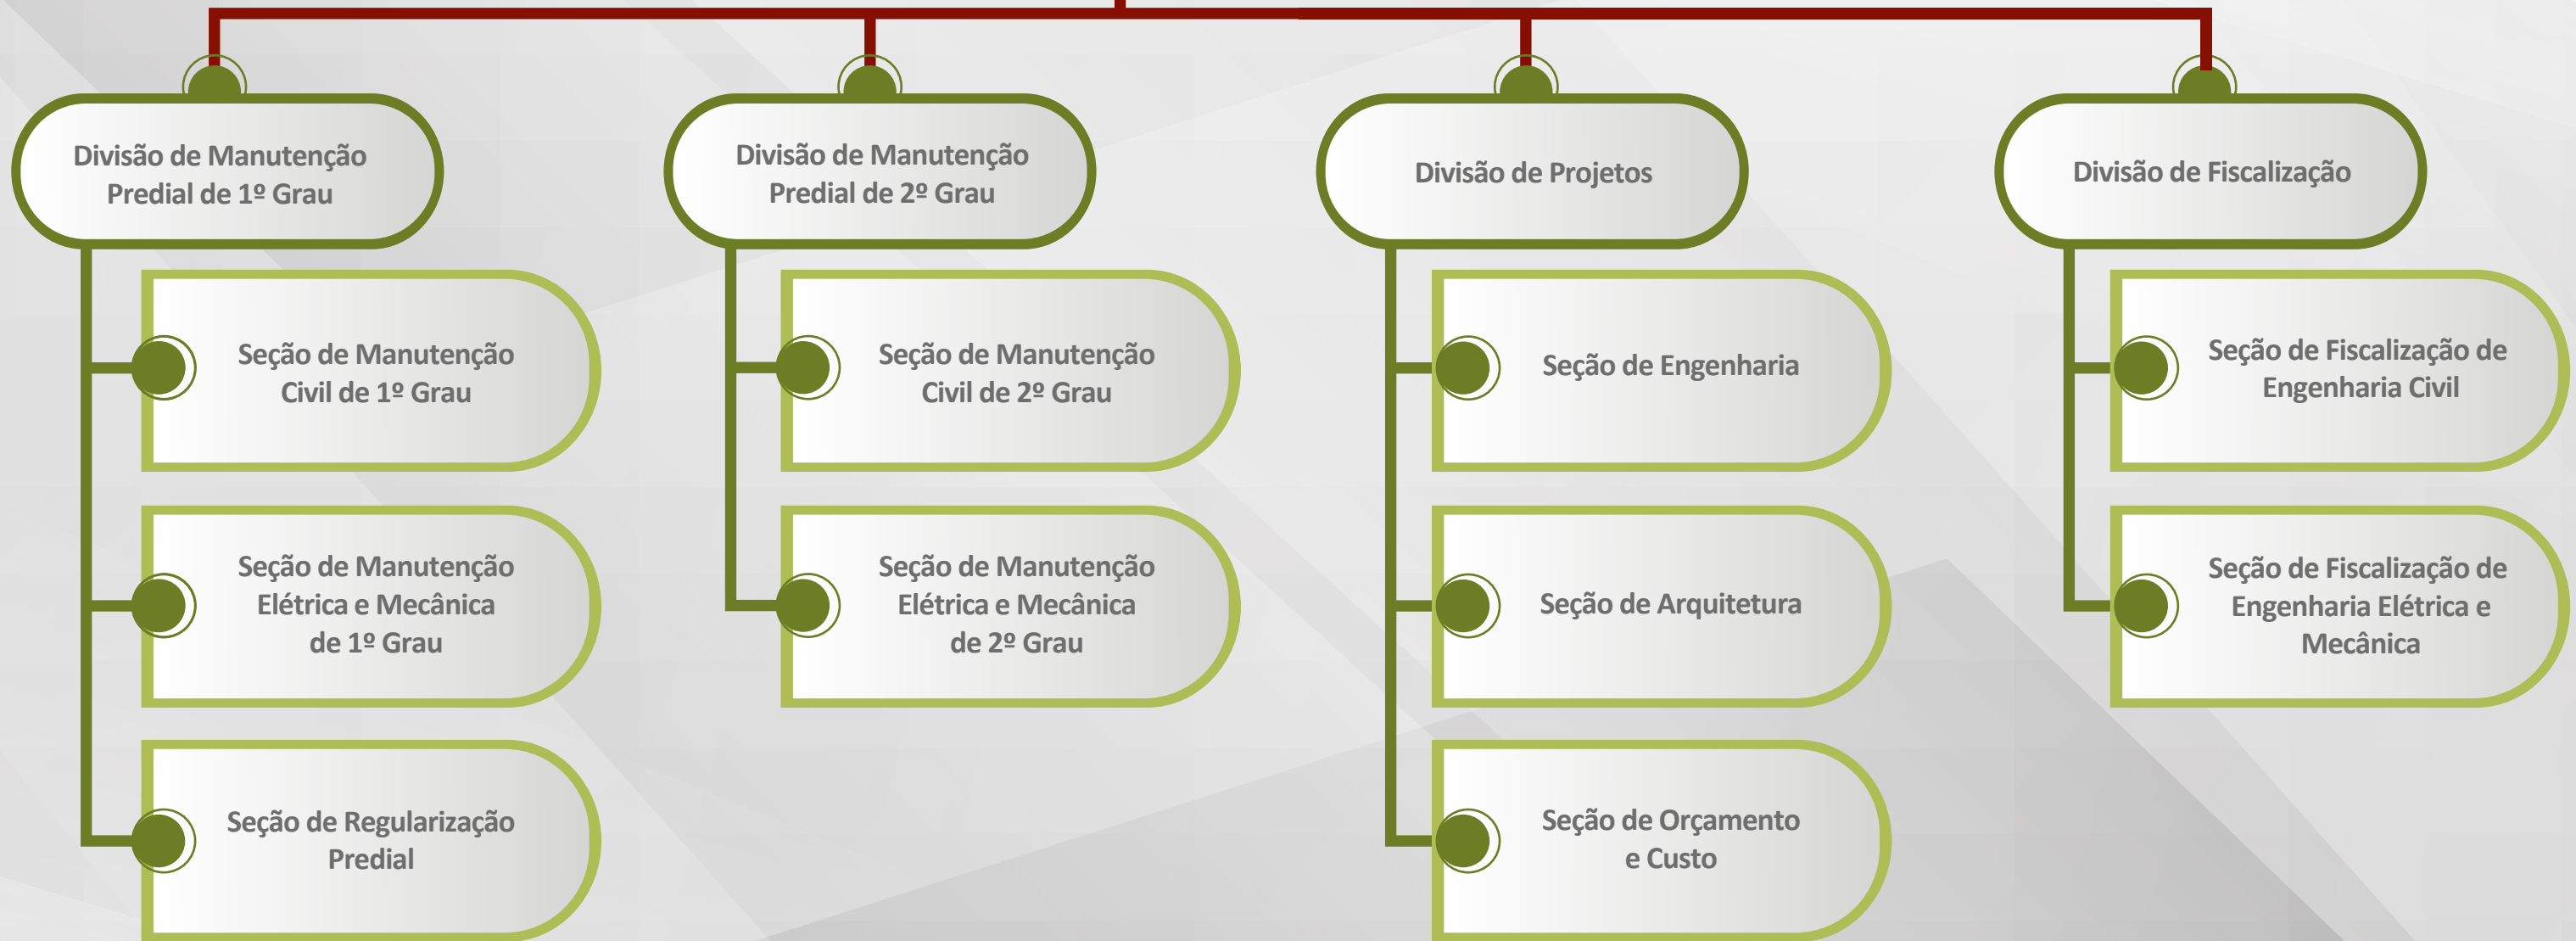 Divisão de Manutenção
Predial de 1º Grau
Seção de Manutenção
Civil de 1º Grau
Seção de Manutenção
Elétrica e Mecânica
de 1º Grau
Seção de Regularização
Predial
Divisão de Manutenção
Predial de 2º Grau
Seção de Manutenção
Civil de 2º Grau
Seção de Manutenção
Elétrica e Mecânica
de 2º Grau
Divisão de Projetos
Seção de Engenharia
Seção de Arquitetura
Seção de Orçamento
e Custo
Divisão de Fiscalização
Seção de Fiscalização de
Engenharia Civil
Seção de Fiscalização de
Engenharia Elétrica e
Mecânica